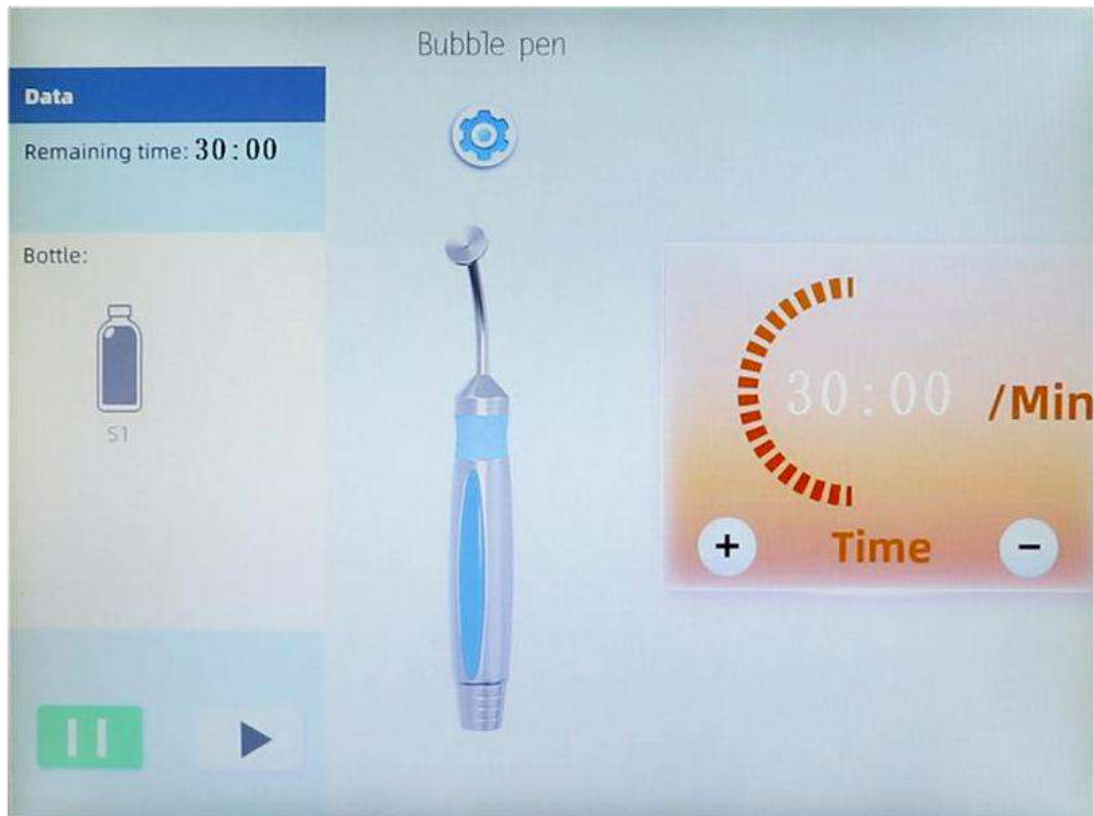 Bubble pen
Data
Remaining time: 30:00
Bottle:
S1
30:00 /Min
+ Time −